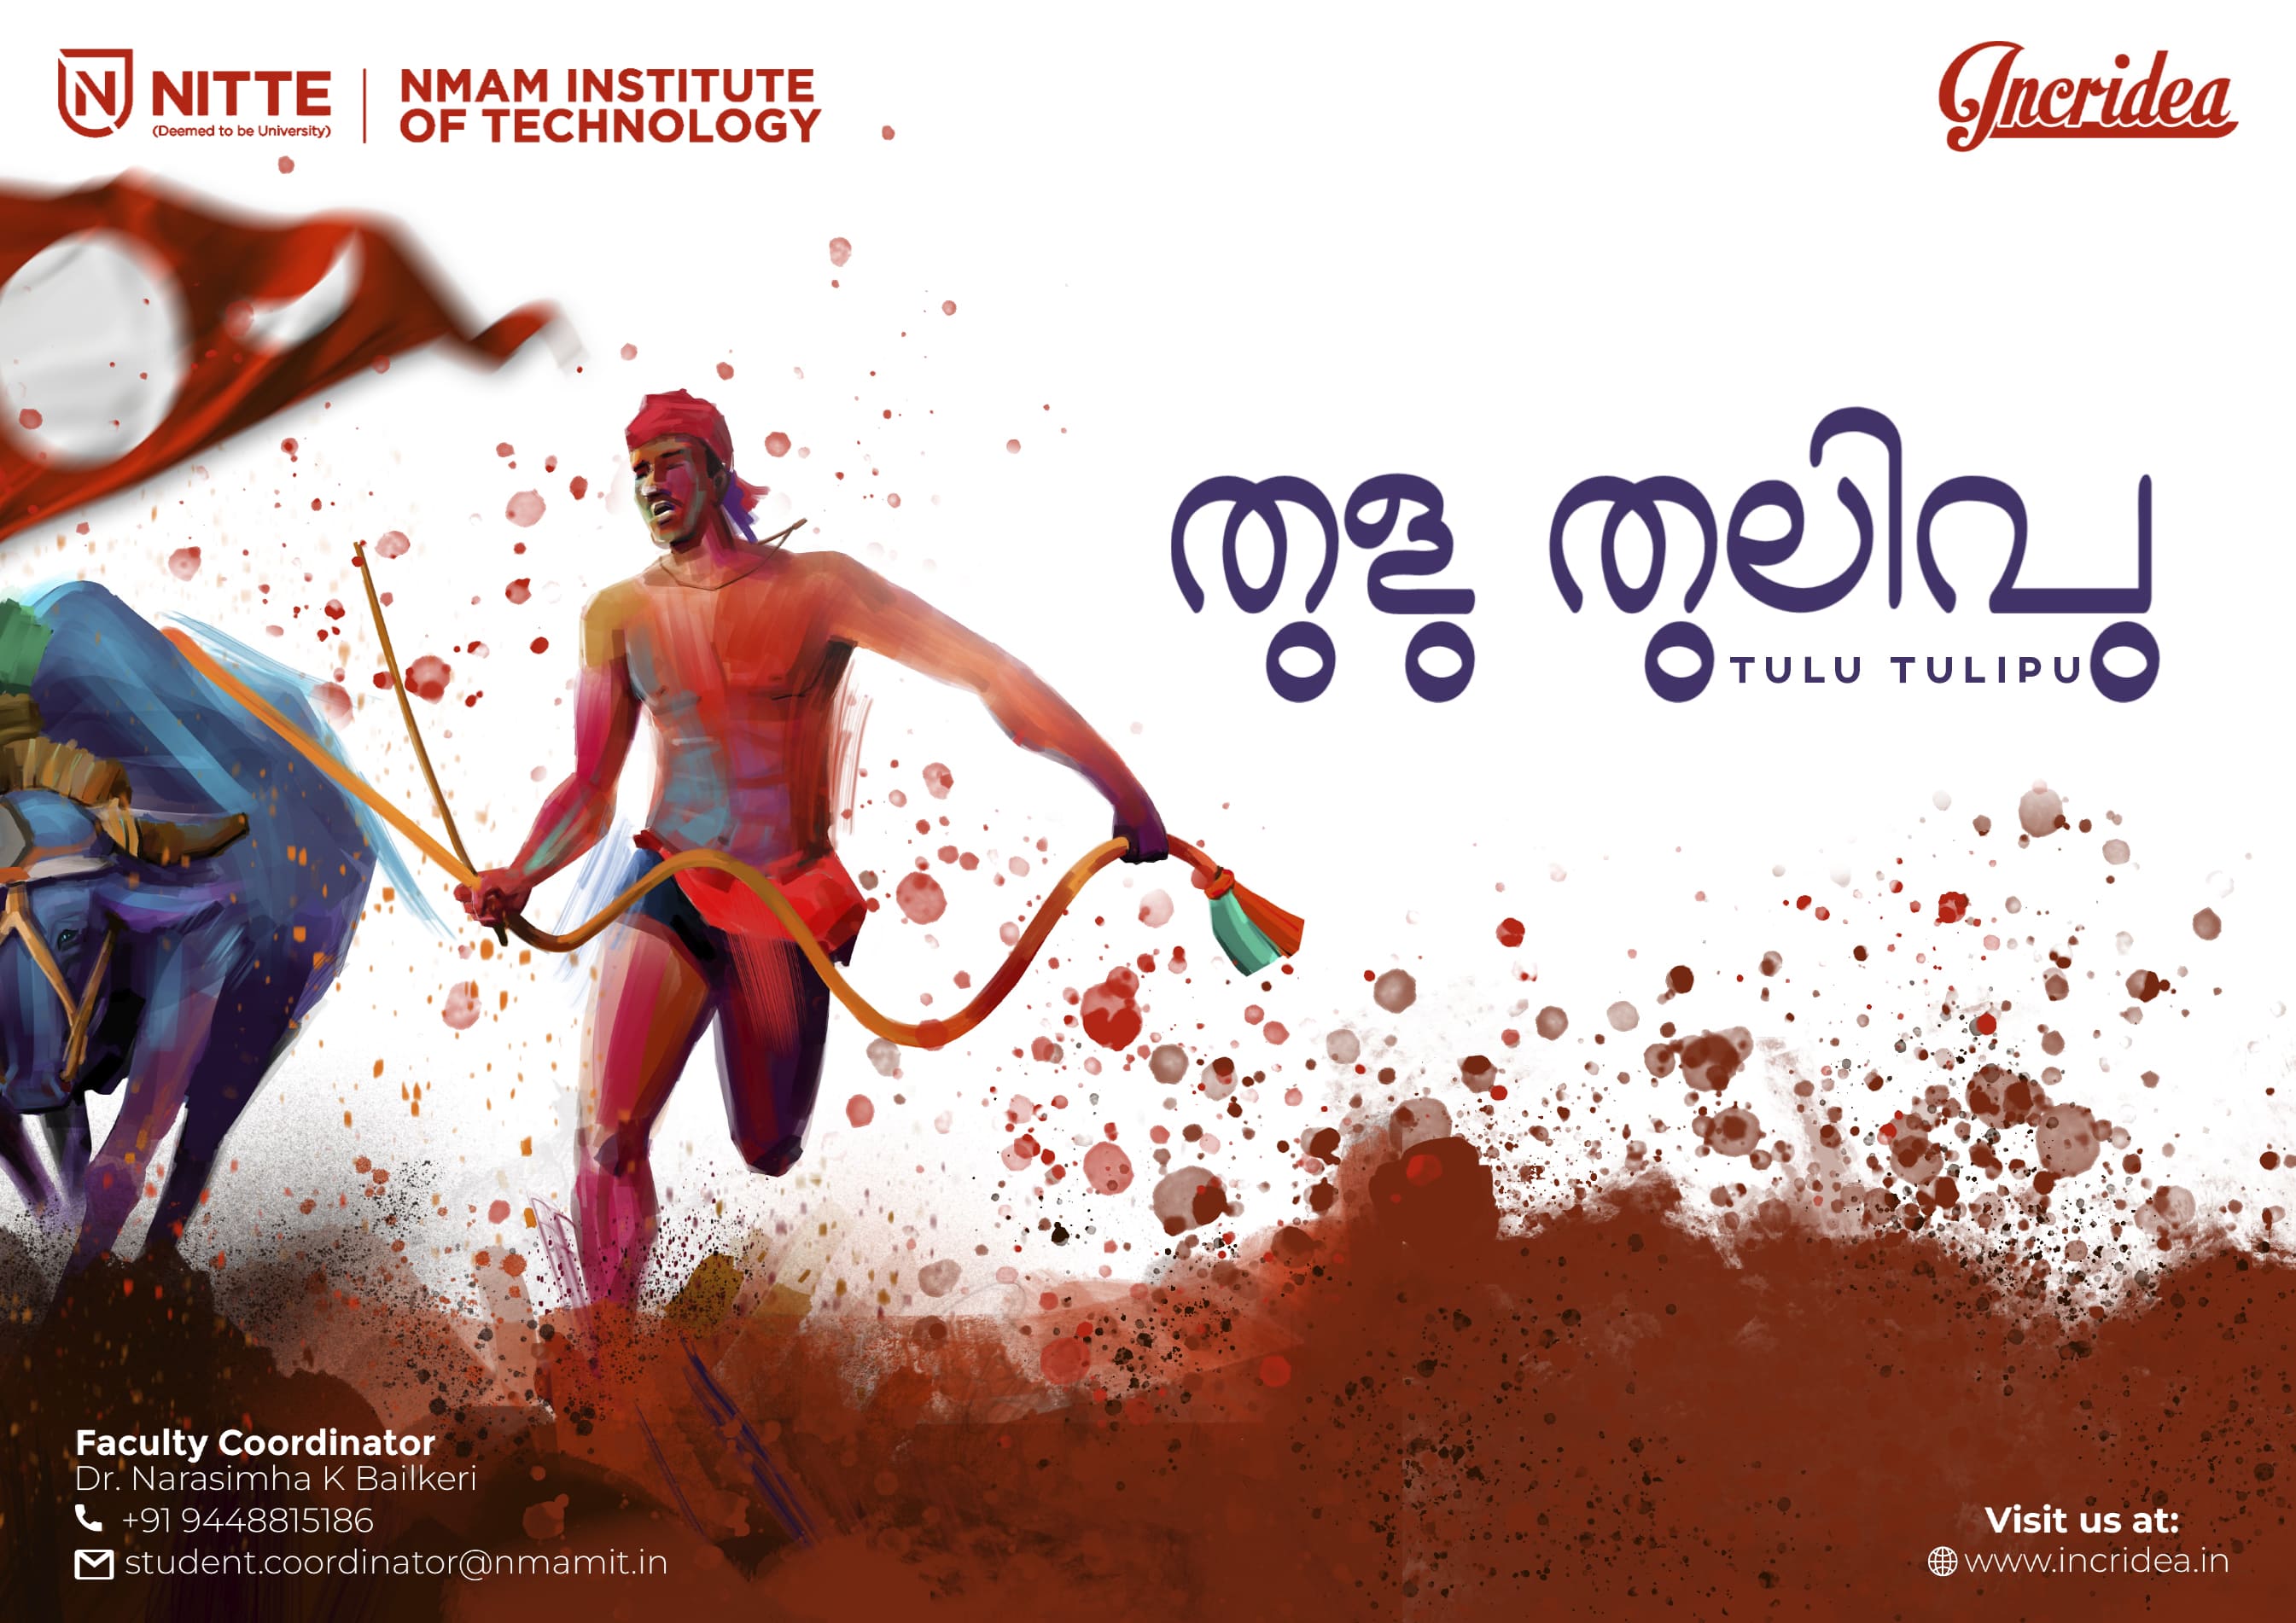 NITTE
(Deemed to be University)
NMAM INSTITUTE
OF TECHNOLOGY
Incridea
തുളു തുലിപു
TULU TULIPU
Faculty Coordinator
Dr. Narasimha K Bailkeri
+91 9448815186
student.coordinator@nmamit.in
Visit us at:
www.incridea.in